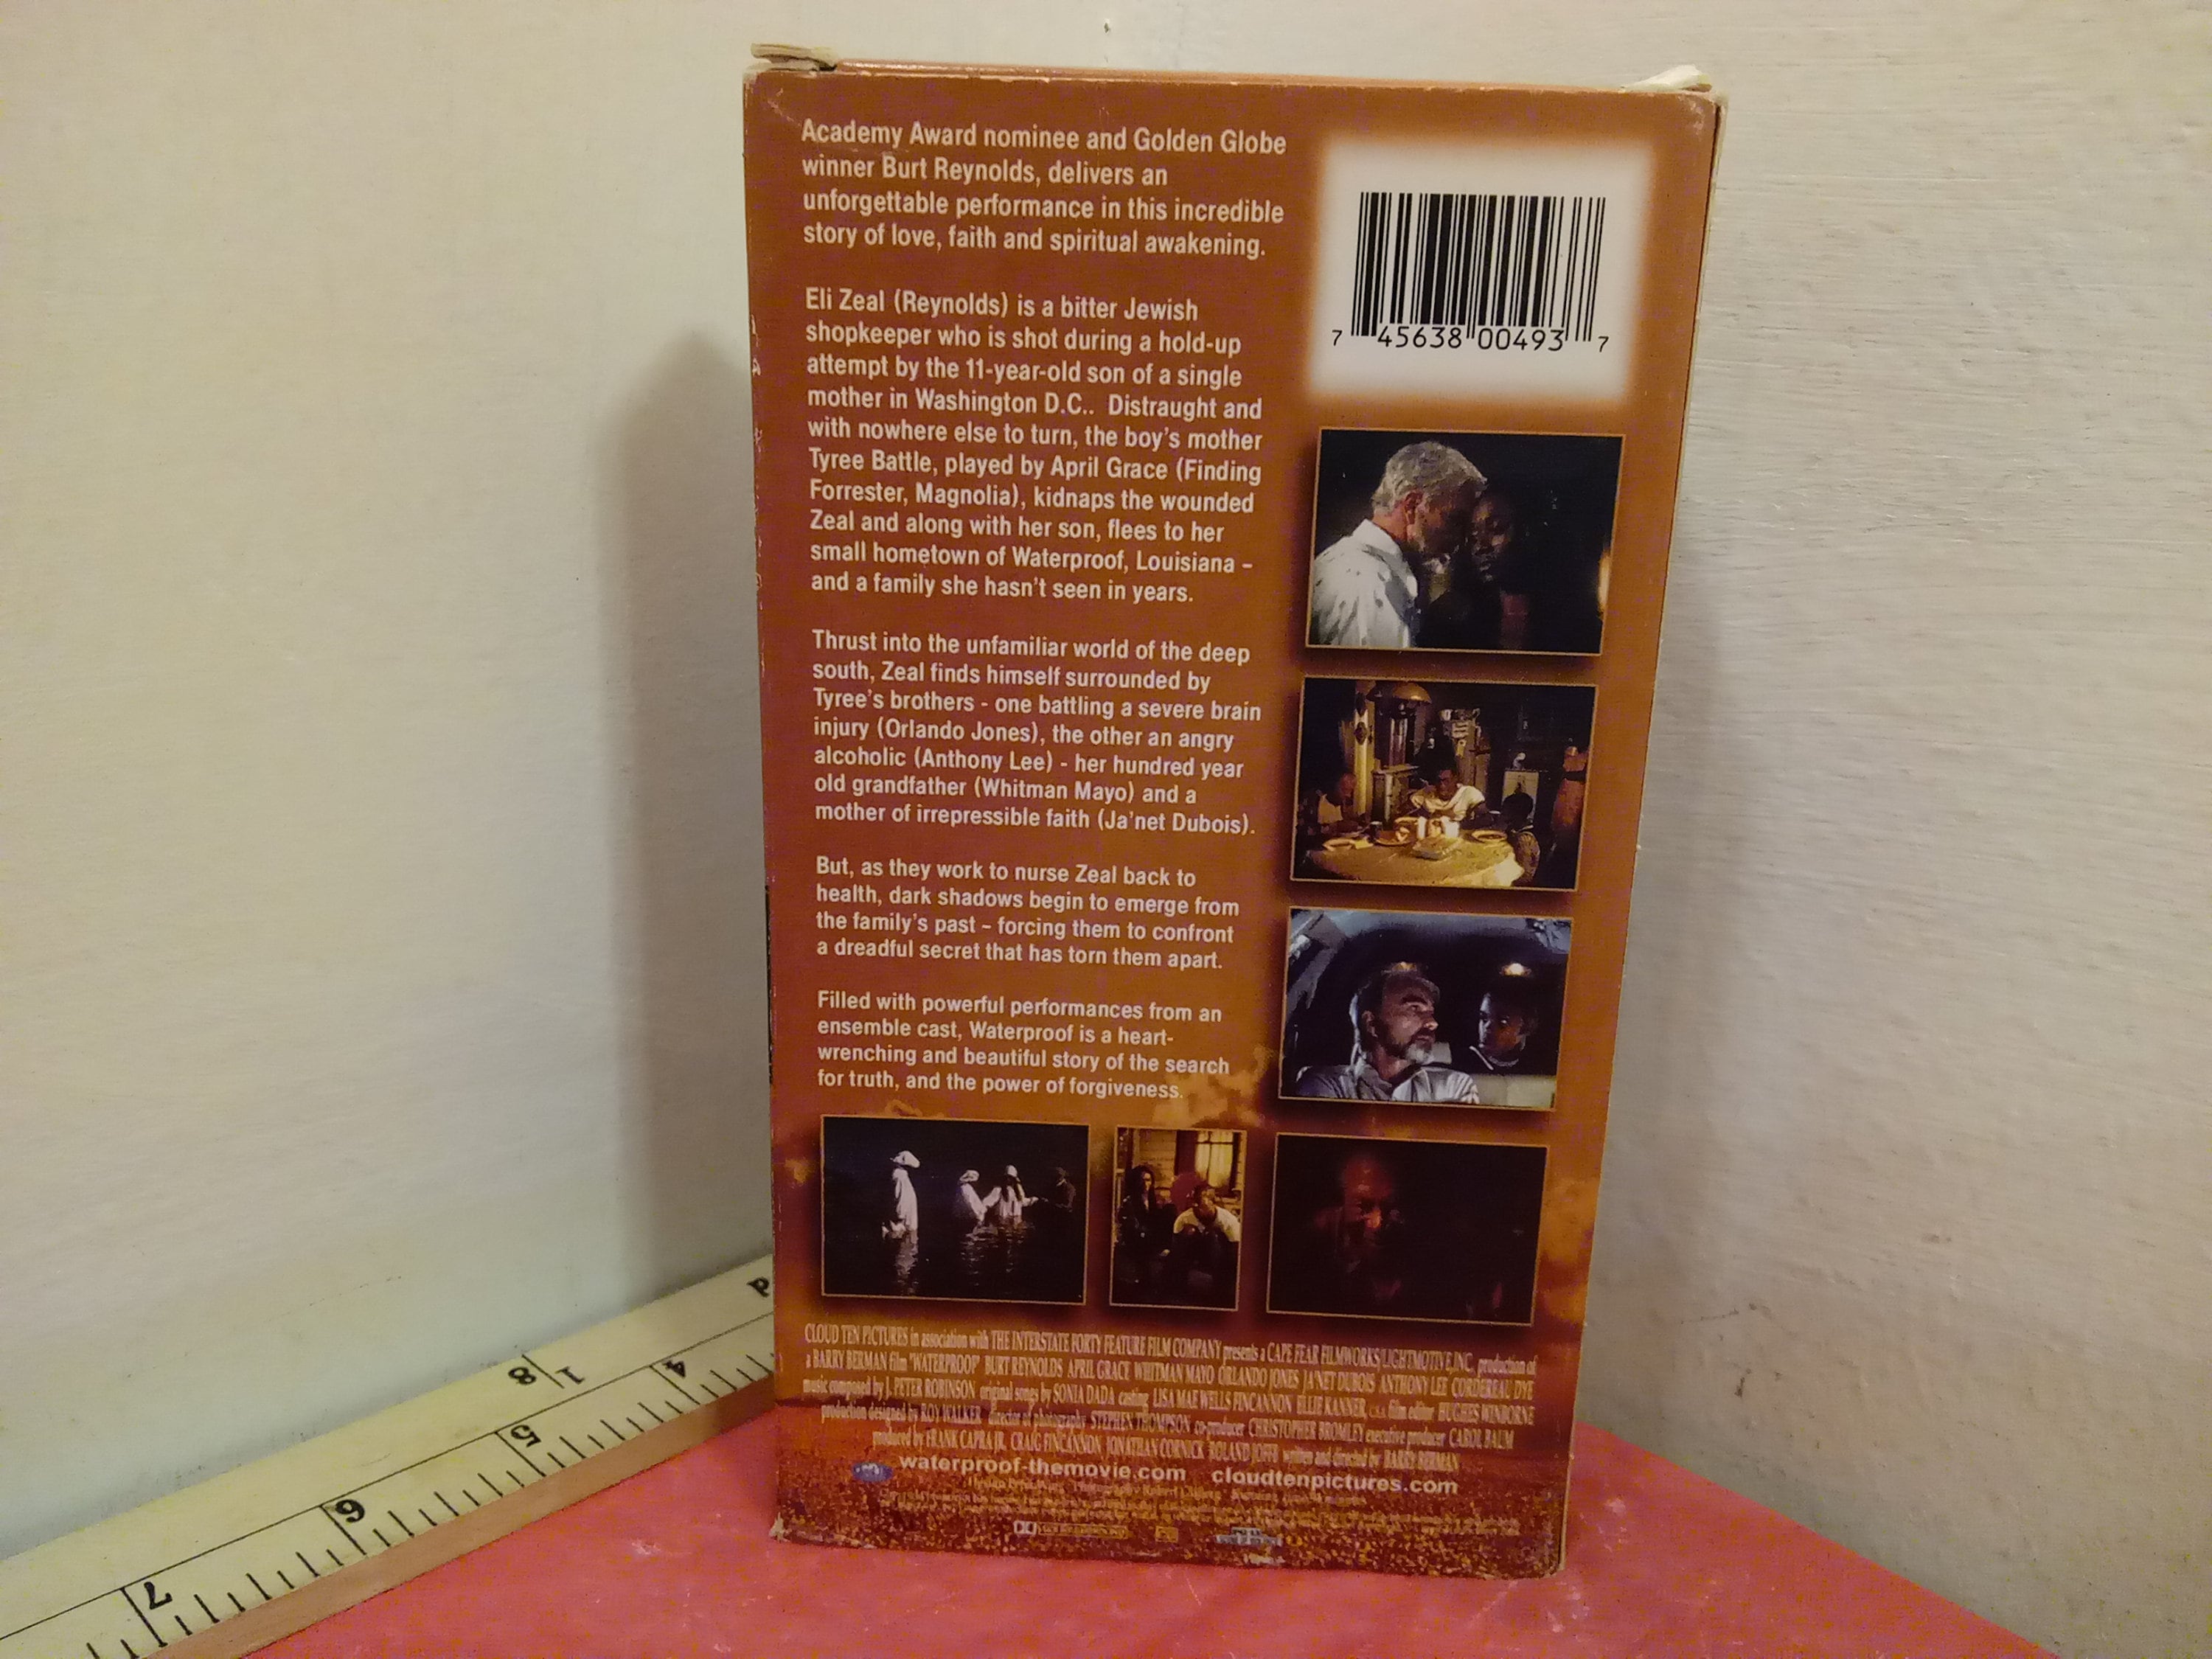 Academy Award nominee and Golden Globe
winner Burt Reynolds, delivers an
unforgettable performance in this incredible
story of love, faith and spiritual awakening.
Eli Zeal (Reynolds) is a bitter Jewish
shopkeeper who is shot during a hold-up
attempt by the 11-year-old son of a single
mother in Washington D.C.. Distraught and
with nowhere else to turn, the boy's mother
Tyree Battle, played by April Grace (Finding
Forrester, Magnolia), kidnaps the wounded
Zeal and along with her son, flees to her
small hometown of Waterproof, Louisiana –
and a family she hasn't seen in years.
Thrust into the unfamiliar world of the deep
south, Zeal finds himself surrounded by
Tyree's brothers - one battling a severe brain
injury (Orlando Jones), the other an angry
alcoholic (Anthony Lee) - her hundred year
old grandfather (Whitman Mayo) and a
mother of irrepressible faith (Ja'net Dubois).
But, as they work to nurse Zeal back to
health, dark shadows begin to emerge from
the family's past – forcing them to confront
a dreadful secret that has torn them apart.
Filled with powerful performances from an
ensemble cast, Waterproof is a heart-
wrenching and beautiful story of the search
for truth, and the power of forgiveness.
7 45638 00493 7
CLOUD TEN PICTURES in association with THE INTERSTATE FORTY FEATURE FILM COMPANY presents a CAPE FEAR FILMWORKS/LIGHTMOTIVE, INC. production of
a BARRY BERMAN film "WATERPROOF" BURT REYNOLDS APRIL GRACE WHITMAN MAYO ORLANDO JONES JA'NET DUBOIS ANTHONY LEE CORDEREAU DYE
music composed by J. PETER ROBINSON original songs by SONIA DADA casting LISA MAE WELLS FINCANNON ELLIE KANNER, C.S.A. film editor HUGHES WINBORNE
production designed by ROY WALKER director of photography STEPHEN THOMPSON co-producer CHRISTOPHER BROMLEY executive producer CAROL BAUM
produced by FRANK CAPRA JR. CRAIG FINCANNON JONATHAN CORNICK ROLAND JOFFE written and directed by BARRY BERMAN
waterproof-themovie.com cloudtenpictures.com
4
18
5
6
7